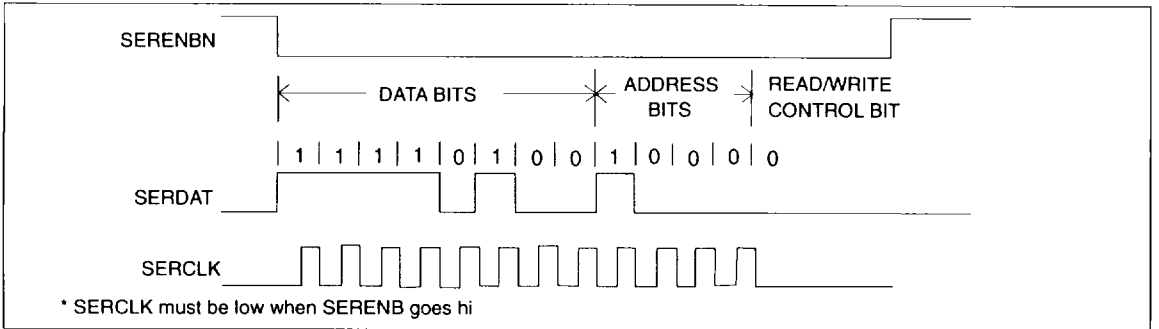 SERENBN
DATA BITS
ADDRESS BITS
READ/WRITE CONTROL BIT
1 1 1 1 0 1 0 0 1 0 0 0 0
SERDAT
SERCLK
* SERCLK must be low when SERENB goes hi